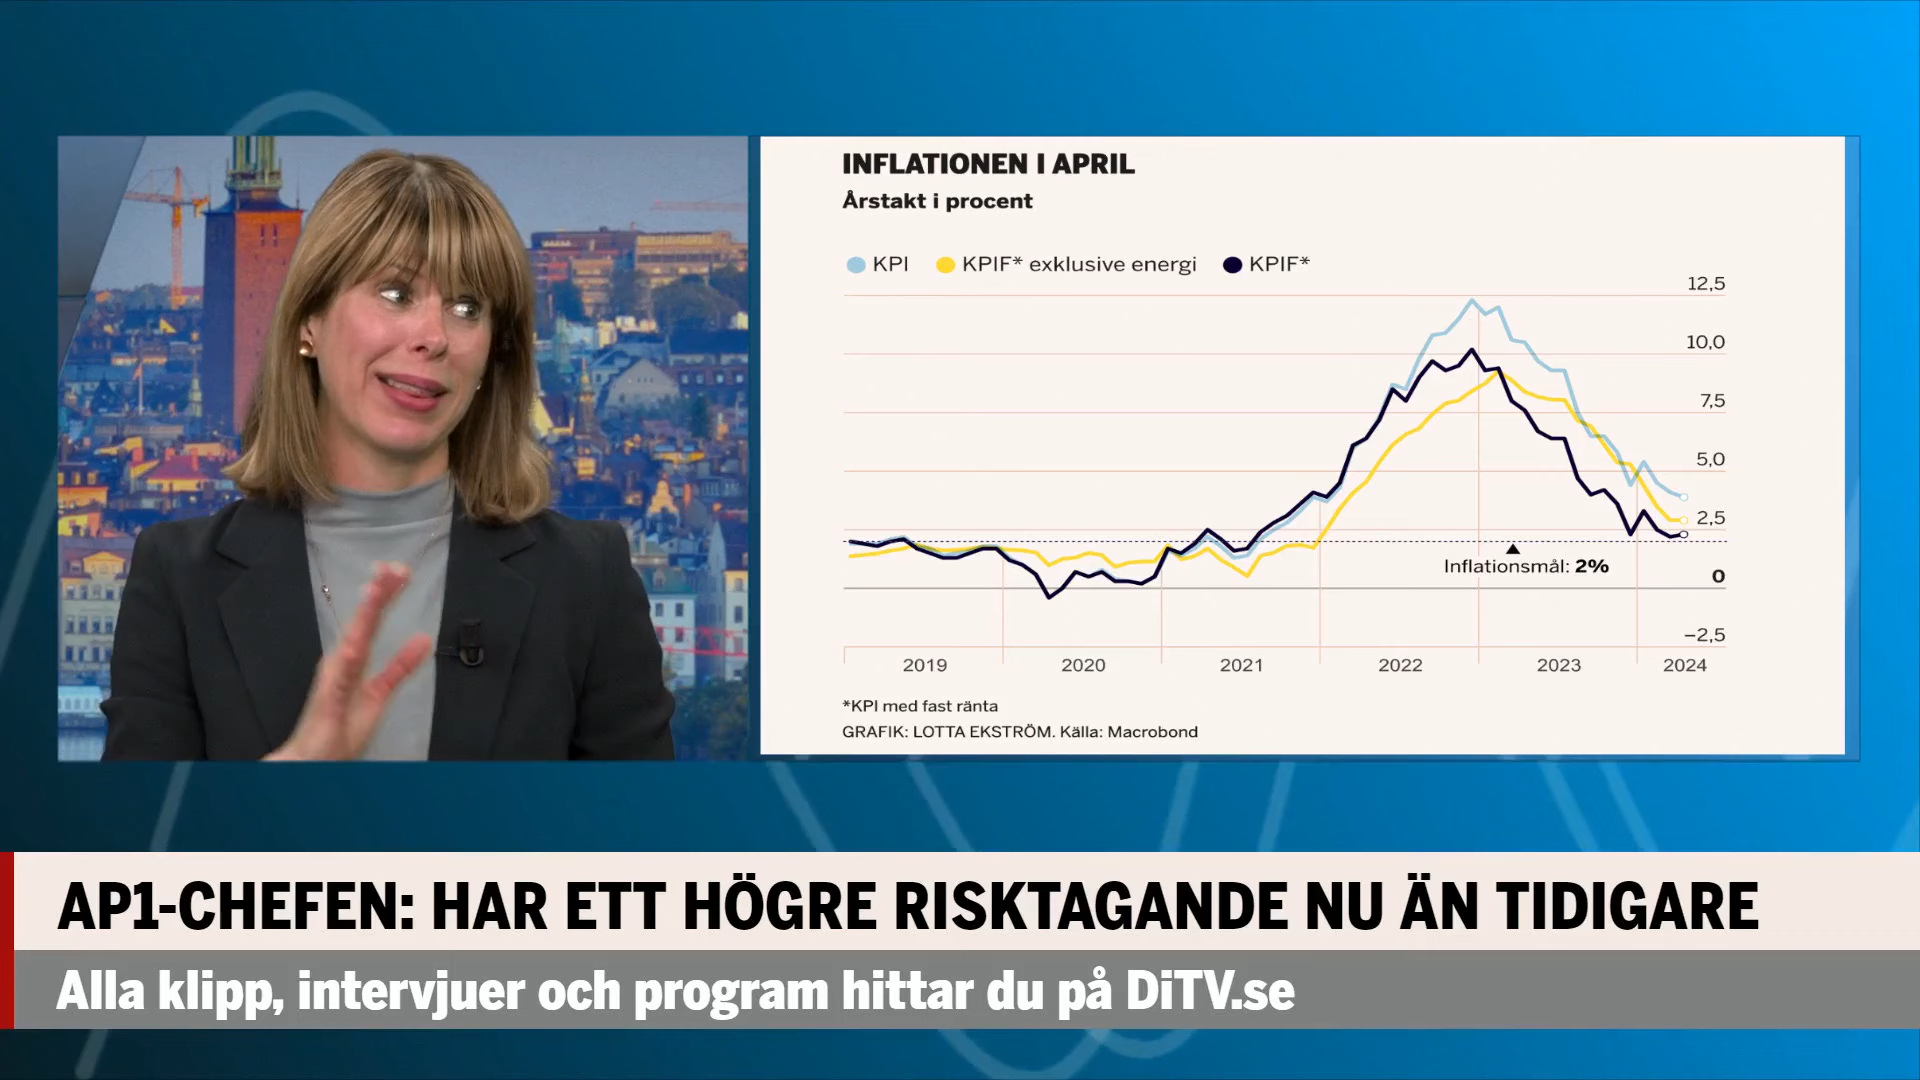 INFLATIONEN I APRIL
Årstakt i procent
KPI KPIF* exklusive energi KPIF*
12,5
10,0
7,5
5,0
2,5
Inflationsmål: 2%
0
−2,5
2019 2020 2021 2022 2023 2024
*KPI med fast ränta
GRAFIK: LOTTA EKSTRÖM. Källa: Macrobond
AP1-CHEFEN: HAR ETT HÖGRE RISKTAGANDE NU ÄN TIDIGARE
Alla klipp, intervjuer och program hittar du på DiTV.se